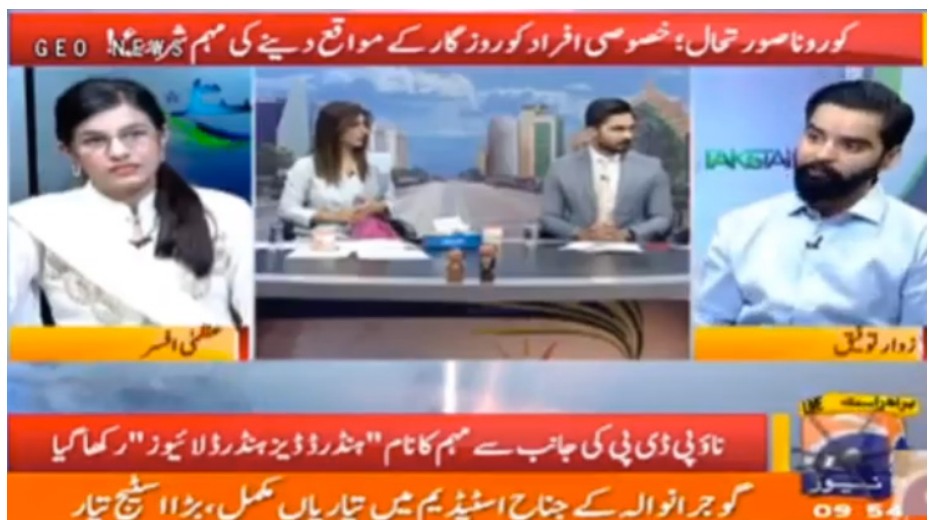 کورونا صورتحال؛ خصوصی افراد کو روزگار کے مواقع دینے کی مہم شروع
GEO NEWS
PAKISTAN
عظمیٰ افسر
زوار توفیق
براہ راست
ناؤ پی ڈی پی کی جانب سے مہم کا نام "ہنڈرڈ ڈیز ہنڈرڈ لائیوز" رکھا گیا
نیوز
گوجرانوالہ کے جناح اسٹیڈیم میں تیاریاں مکمل، بڑا اسٹیج تیار
09 54